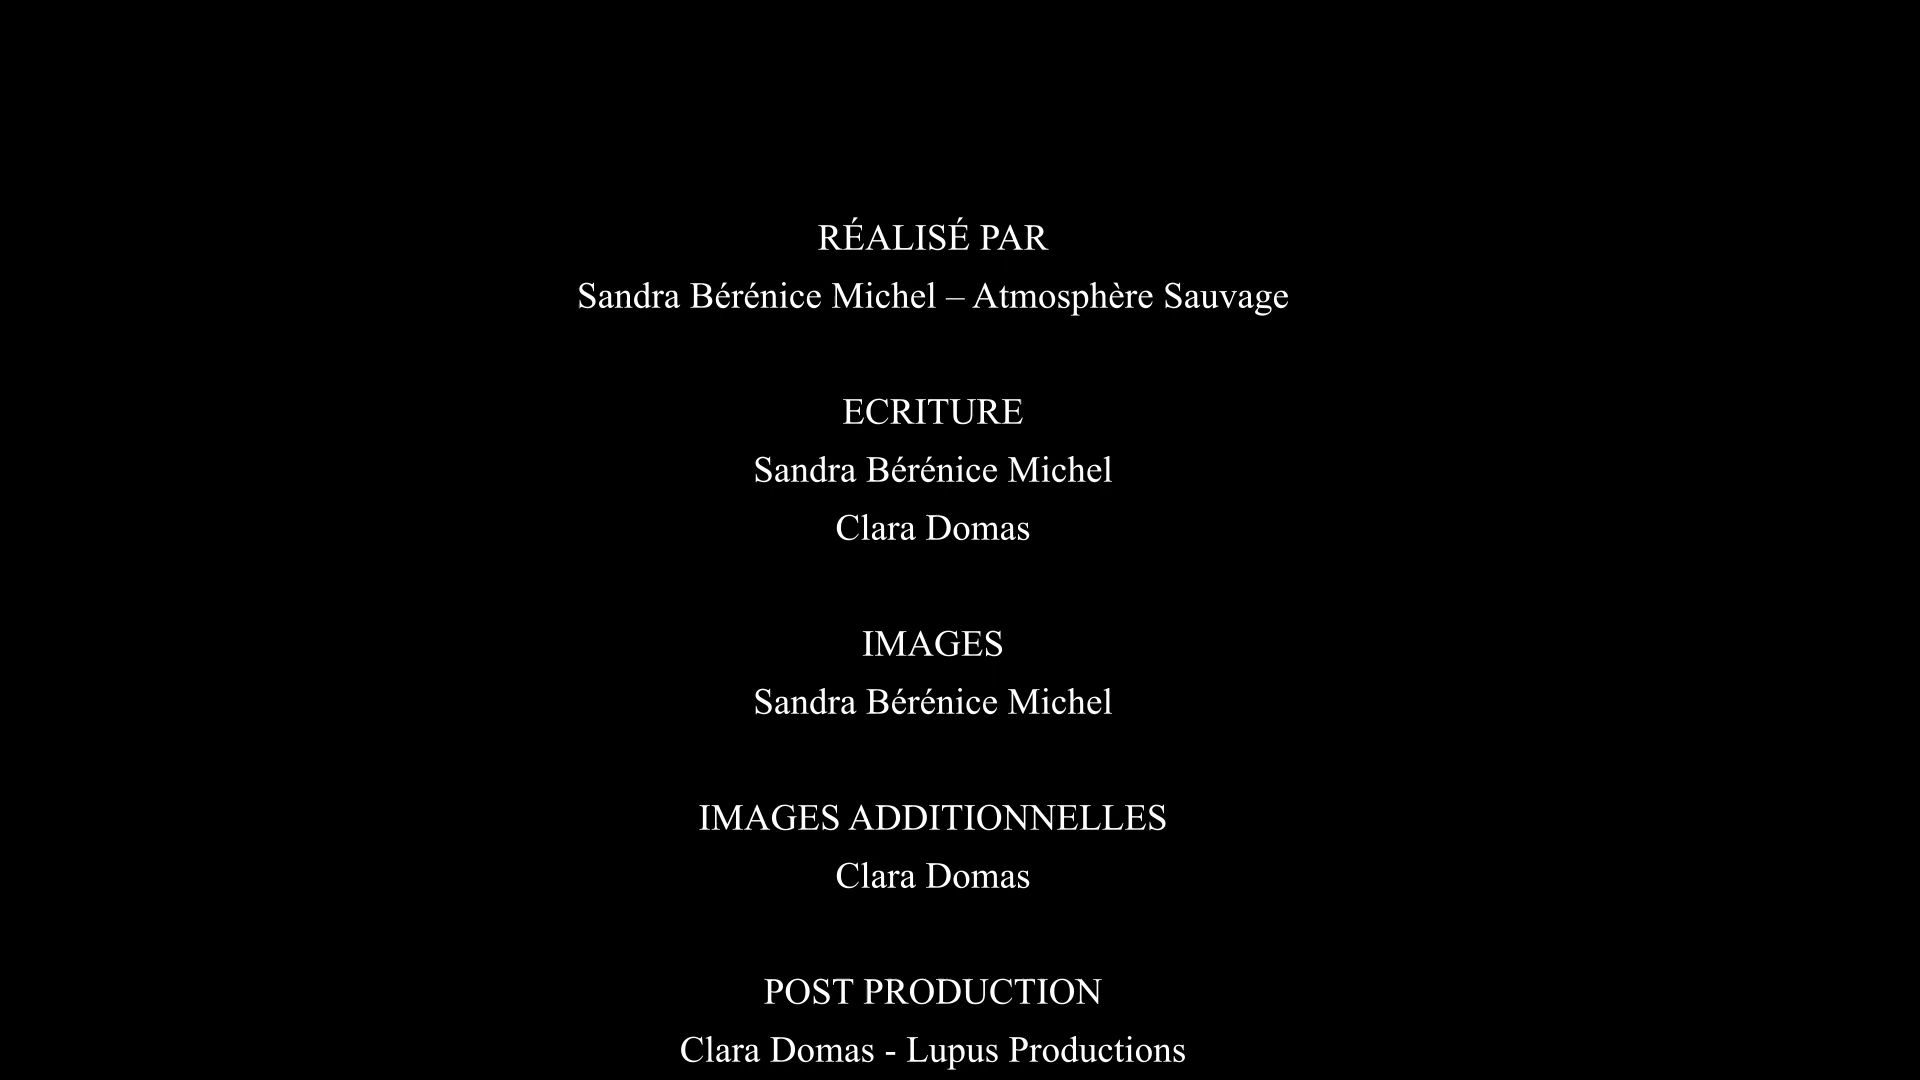 RÉALISÉ PAR
Sandra Bérénice Michel – Atmosphère Sauvage
ECRITURE
Sandra Bérénice Michel
Clara Domas
IMAGES
Sandra Bérénice Michel
IMAGES ADDITIONNELLES
Clara Domas
POST PRODUCTION
Clara Domas - Lupus Productions